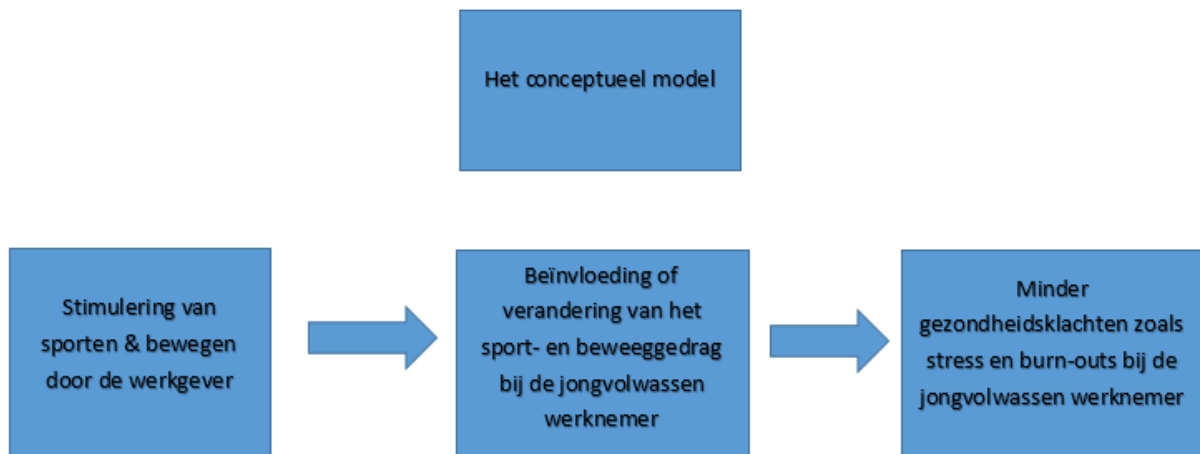 Het conceptueel model
Stimulering van
sporten & bewegen
door de werkgever
Beïnvloeding of
verandering van het
sport- en beweeggedrag
bij de jongvolwassen
werknemer
Minder
gezondheidsklachten zoals
stress en burn-outs bij de
jongvolwassen werknemer